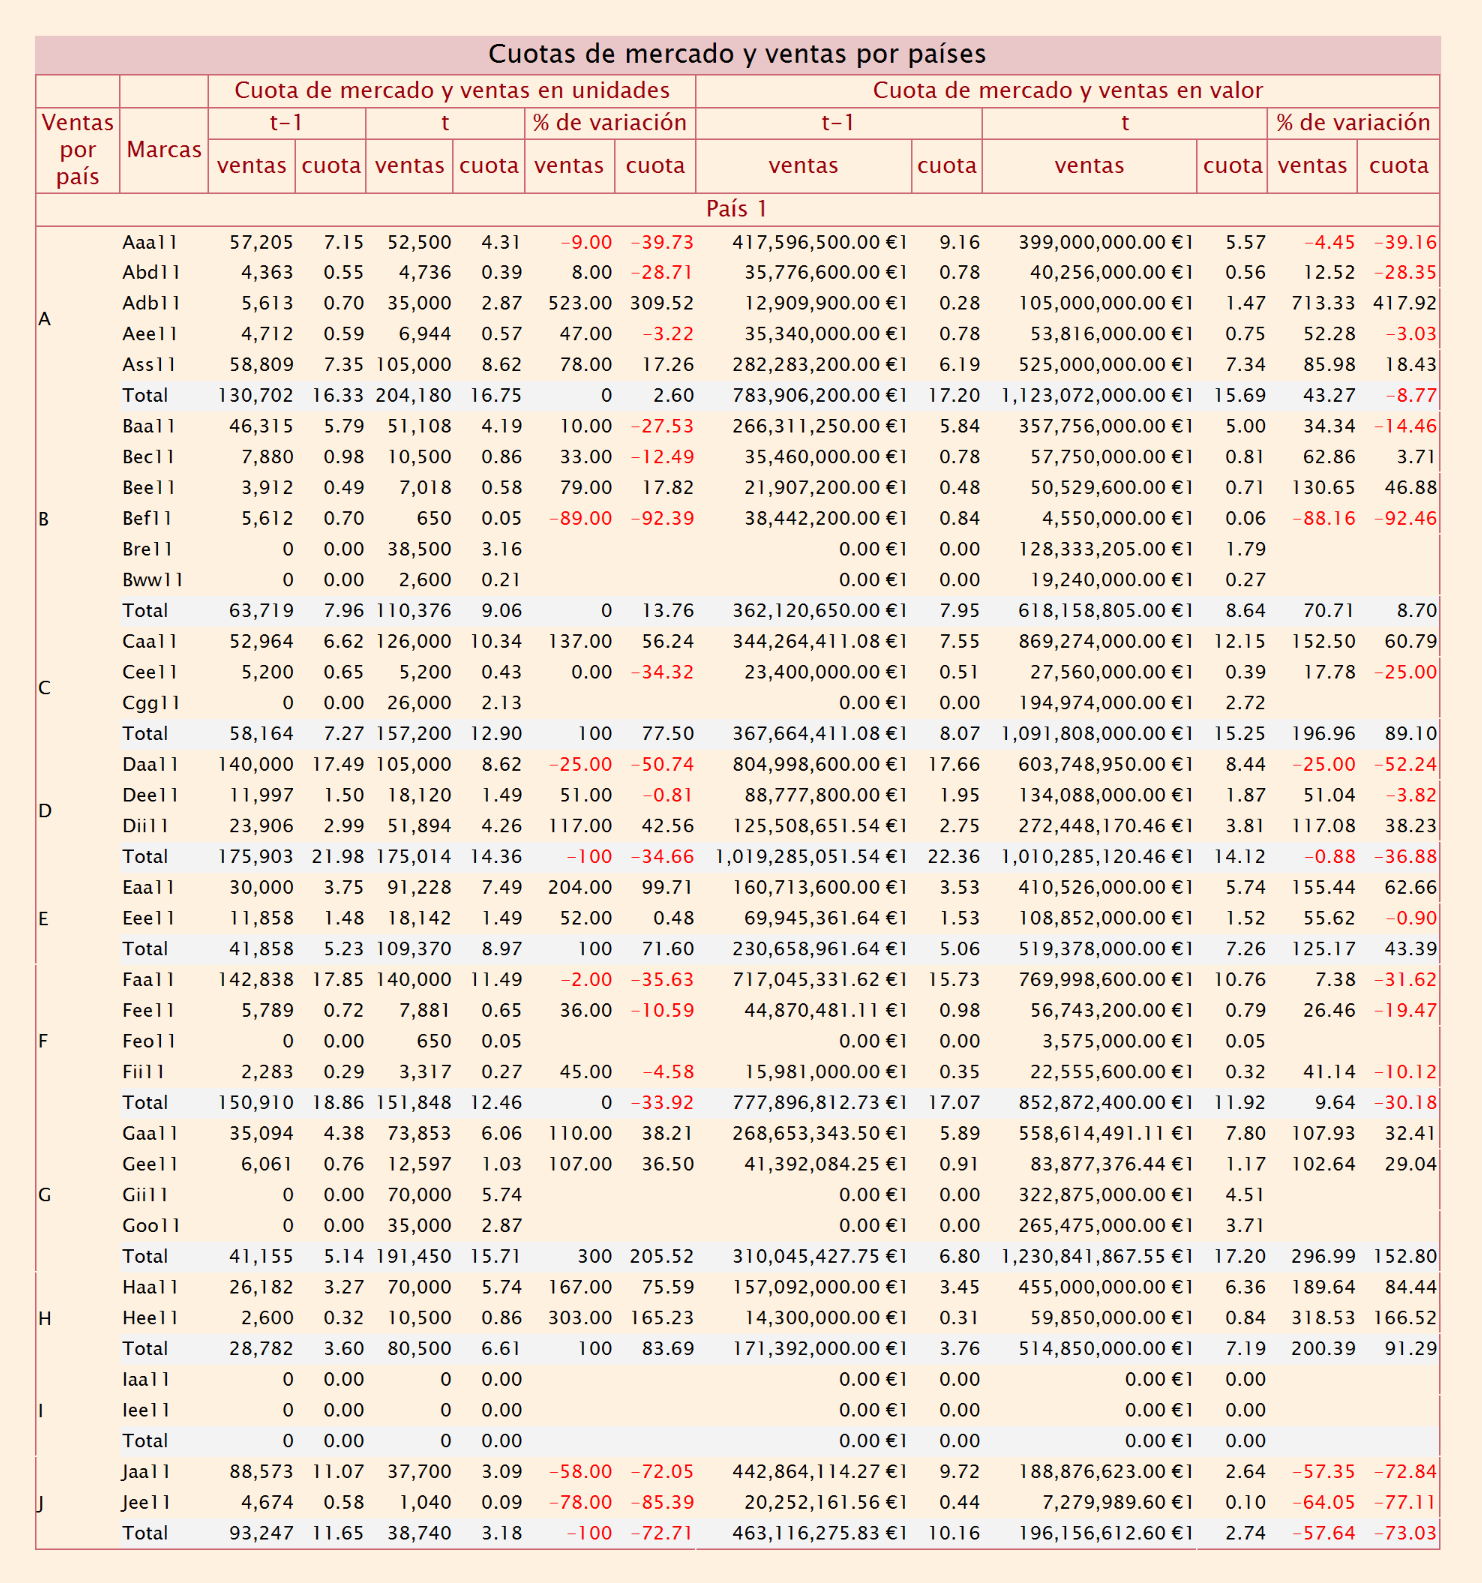 Cuotas de mercado y ventas por países
Cuota de mercado y ventas en unidades Cuota de mercado y ventas en valor
Ventas por país Marcas t-1 t % de variación t-1 t % de variación
ventas cuota ventas cuota ventas cuota ventas cuota ventas cuota ventas cuota
País 1
A
Aaa11 57,205 7.15 52,500 4.31 -9.00 -39.73 417,596,500.00 €1 9.16 399,000,000.00 €1 5.57 -4.45 -39.16
Abd11 4,363 0.55 4,736 0.39 8.00 -28.71 35,776,600.00 €1 0.78 40,256,000.00 €1 0.56 12.52 -28.35
Adb11 5,613 0.70 35,000 2.87 523.00 309.52 12,909,900.00 €1 0.28 105,000,000.00 €1 1.47 713.33 417.92
Aee11 4,712 0.59 6,944 0.57 47.00 -3.22 35,340,000.00 €1 0.78 53,816,000.00 €1 0.75 52.28 -3.03
Ass11 58,809 7.35 105,000 8.62 78.00 17.26 282,283,200.00 €1 6.19 525,000,000.00 €1 7.34 85.98 18.43
Total 130,702 16.33 204,180 16.75 0 2.60 783,906,200.00 €1 17.20 1,123,072,000.00 €1 15.69 43.27 -8.77
B
Baa11 46,315 5.79 51,108 4.19 10.00 -27.53 266,311,250.00 €1 5.84 357,756,000.00 €1 5.00 34.34 -14.46
Bec11 7,880 0.98 10,500 0.86 33.00 -12.49 35,460,000.00 €1 0.78 57,750,000.00 €1 0.81 62.86 3.71
Bee11 3,912 0.49 7,018 0.58 79.00 17.82 21,907,200.00 €1 0.48 50,529,600.00 €1 0.71 130.65 46.88
Bef11 5,612 0.70 650 0.05 -89.00 -92.39 38,442,200.00 €1 0.84 4,550,000.00 €1 0.06 -88.16 -92.46
Bre11 0 0.00 38,500 3.16 0.00 €1 0.00 128,333,205.00 €1 1.79
Bww11 0 0.00 2,600 0.21 0.00 €1 0.00 19,240,000.00 €1 0.27
Total 63,719 7.96 110,376 9.06 0 13.76 362,120,650.00 €1 7.95 618,158,805.00 €1 8.64 70.71 8.70
C
Caa11 52,964 6.62 126,000 10.34 137.00 56.24 344,264,411.08 €1 7.55 869,274,000.00 €1 12.15 152.50 60.79
Cee11 5,200 0.65 5,200 0.43 0.00 -34.32 23,400,000.00 €1 0.51 27,560,000.00 €1 0.39 17.78 -25.00
Cgg11 0 0.00 26,000 2.13 0.00 €1 0.00 194,974,000.00 €1 2.72
Total 58,164 7.27 157,200 12.90 100 77.50 367,664,411.08 €1 8.07 1,091,808,000.00 €1 15.25 196.96 89.10
D
Daa11 140,000 17.49 105,000 8.62 -25.00 -50.74 804,998,600.00 €1 17.66 603,748,950.00 €1 8.44 -25.00 -52.24
Dee11 11,997 1.50 18,120 1.49 51.00 -0.81 88,777,800.00 €1 1.95 134,088,000.00 €1 1.87 51.04 -3.82
Dii11 23,906 2.99 51,894 4.26 117.00 42.56 125,508,651.54 €1 2.75 272,448,170.46 €1 3.81 117.08 38.23
Total 175,903 21.98 175,014 14.36 -100 -34.66 1,019,285,051.54 €1 22.36 1,010,285,120.46 €1 14.12 -0.88 -36.88
E
Eaa11 30,000 3.75 91,228 7.49 204.00 99.71 160,713,600.00 €1 3.53 410,526,000.00 €1 5.74 155.44 62.66
Eee11 11,858 1.48 18,142 1.49 52.00 0.48 69,945,361.64 €1 1.53 108,852,000.00 €1 1.52 55.62 -0.90
Total 41,858 5.23 109,370 8.97 100 71.60 230,658,961.64 €1 5.06 519,378,000.00 €1 7.26 125.17 43.39
F
Faa11 142,838 17.85 140,000 11.49 -2.00 -35.63 717,045,331.62 €1 15.73 769,998,600.00 €1 10.76 7.38 -31.62
Fee11 5,789 0.72 7,881 0.65 36.00 -10.59 44,870,481.11 €1 0.98 56,743,200.00 €1 0.79 26.46 -19.47
Feo11 0 0.00 650 0.05 0.00 €1 0.00 3,575,000.00 €1 0.05
Fii11 2,283 0.29 3,317 0.27 45.00 -4.58 15,981,000.00 €1 0.35 22,555,600.00 €1 0.32 41.14 -10.12
Total 150,910 18.86 151,848 12.46 0 -33.92 777,896,812.73 €1 17.07 852,872,400.00 €1 11.92 9.64 -30.18
G
Gaa11 35,094 4.38 73,853 6.06 110.00 38.21 268,653,343.50 €1 5.89 558,614,491.11 €1 7.80 107.93 32.41
Gee11 6,061 0.76 12,597 1.03 107.00 36.50 41,392,084.25 €1 0.91 83,877,376.44 €1 1.17 102.64 29.04
Gii11 0 0.00 70,000 5.74 0.00 €1 0.00 322,875,000.00 €1 4.51
Goo11 0 0.00 35,000 2.87 0.00 €1 0.00 265,475,000.00 €1 3.71
Total 41,155 5.14 191,450 15.71 300 205.52 310,045,427.75 €1 6.80 1,230,841,867.55 €1 17.20 296.99 152.80
H
Haa11 26,182 3.27 70,000 5.74 167.00 75.59 157,092,000.00 €1 3.45 455,000,000.00 €1 6.36 189.64 84.44
Hee11 2,600 0.32 10,500 0.86 303.00 165.23 14,300,000.00 €1 0.31 59,850,000.00 €1 0.84 318.53 166.52
Total 28,782 3.60 80,500 6.61 100 83.69 171,392,000.00 €1 3.76 514,850,000.00 €1 7.19 200.39 91.29
I
Iaa11 0 0.00 0 0.00 0.00 €1 0.00 0.00 €1 0.00
Iee11 0 0.00 0 0.00 0.00 €1 0.00 0.00 €1 0.00
Total 0 0.00 0 0.00 0.00 €1 0.00 0.00 €1 0.00
J
Jaa11 88,573 11.07 37,700 3.09 -58.00 -72.05 442,864,114.27 €1 9.72 188,876,623.00 €1 2.64 -57.35 -72.84
Jee11 4,674 0.58 1,040 0.09 -78.00 -85.39 20,252,161.56 €1 0.44 7,279,989.60 €1 0.10 -64.05 -77.11
Total 93,247 11.65 38,740 3.18 -100 -72.71 463,116,275.83 €1 10.16 196,156,612.60 €1 2.74 -57.64 -73.03